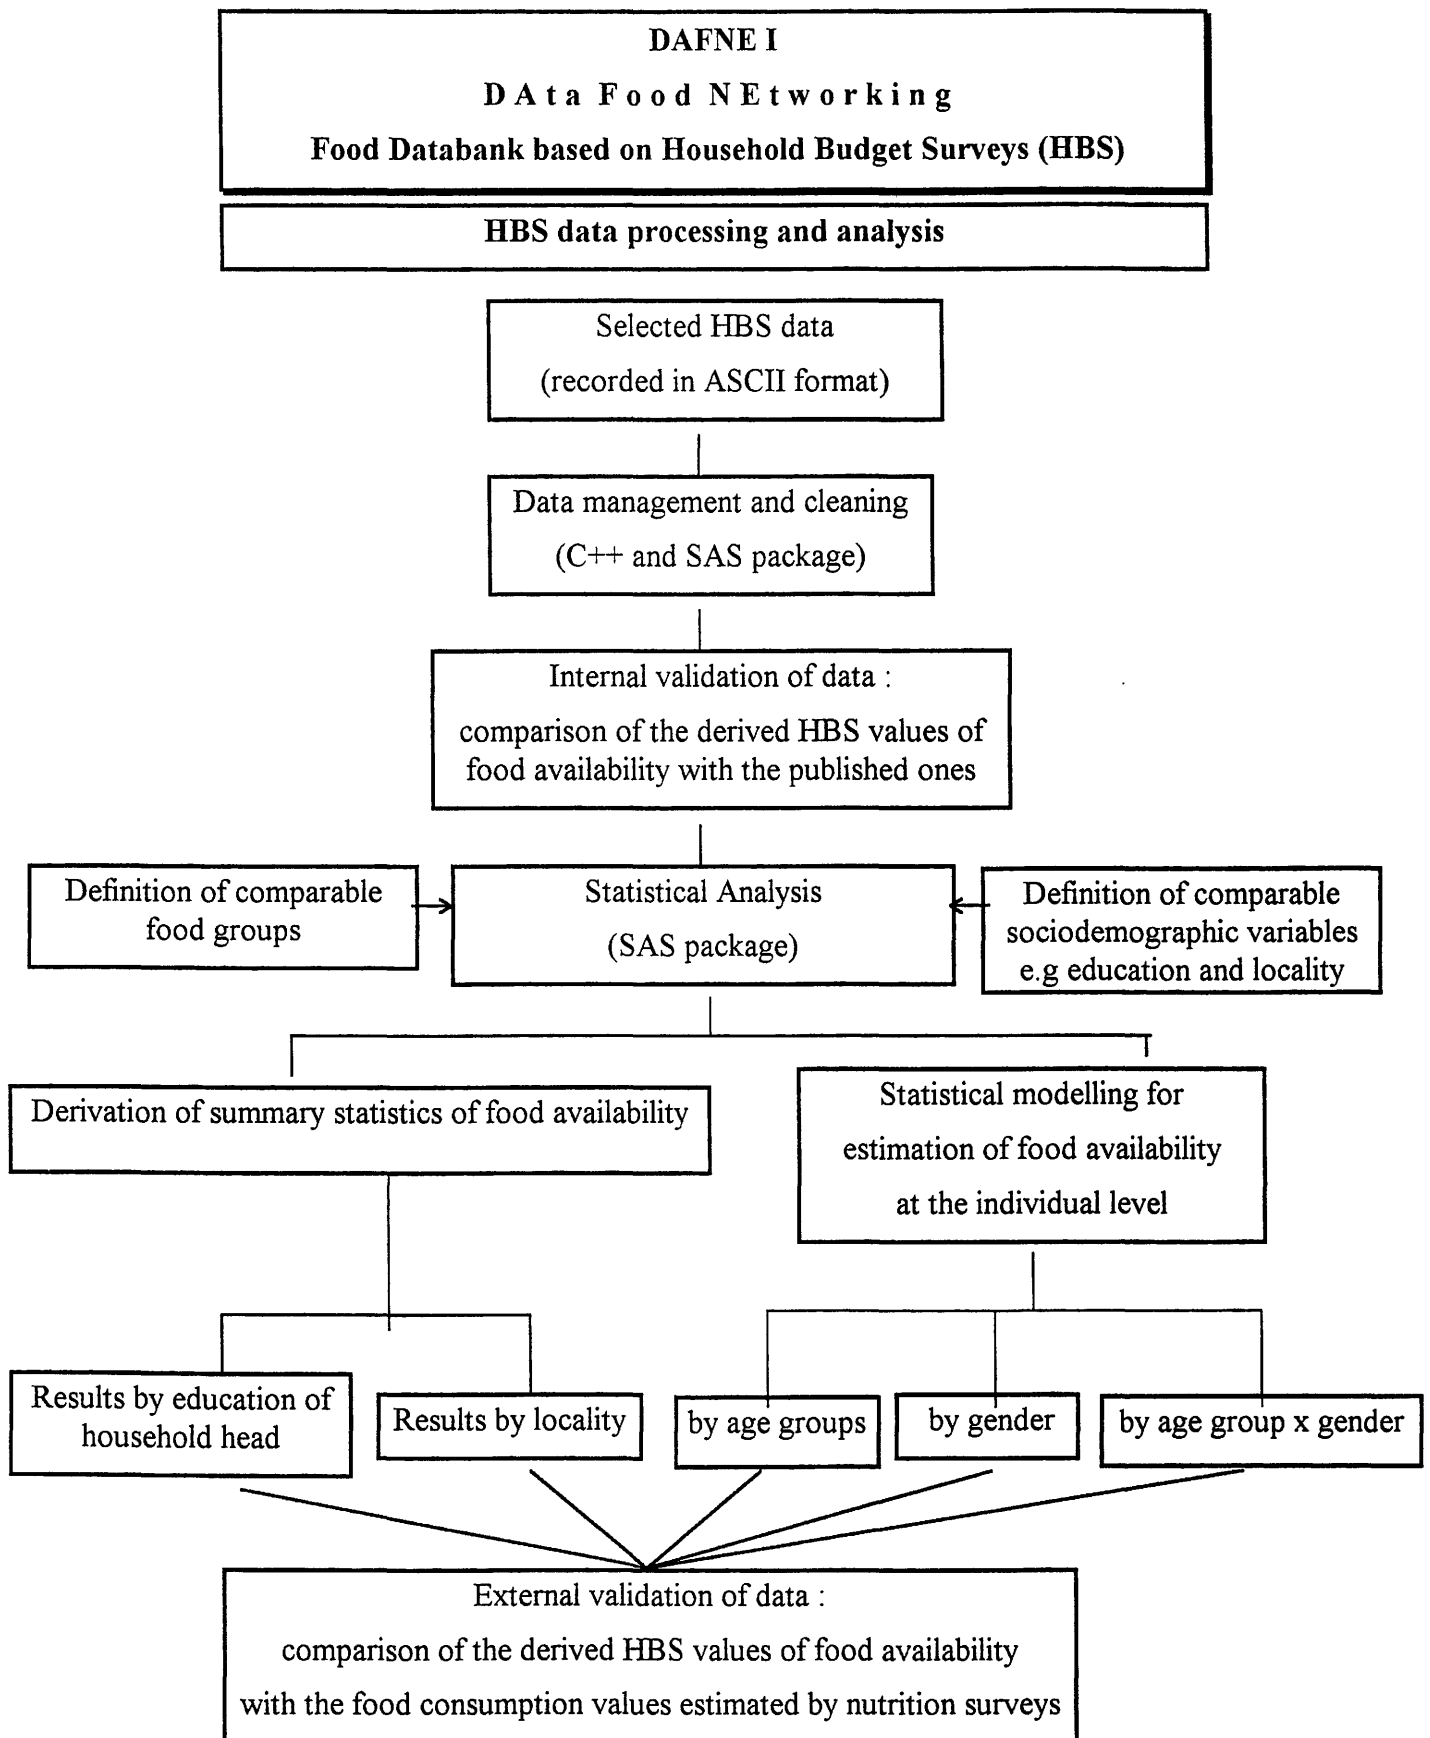 DAFNE I
DAta Food NEtworking
Food Databank based on Household Budget Surveys (HBS)
HBS data processing and analysis
Selected HBS data
(recorded in ASCII format)
Data management and cleaning
(C++ and SAS package)
Internal validation of data :
comparison of the derived HBS values of
food availability with the published ones
Definition of comparable
food groups
Statistical Analysis
(SAS package)
Definition of comparable
sociodemographic variables
e.g education and locality
Derivation of summary statistics of food availability
Statistical modelling for
estimation of food availability
at the individual level
Results by education of
household head
Results by locality
by age groups
by gender
by age group x gender
External validation of data :
comparison of the derived HBS values of food availability
with the food consumption values estimated by nutrition surveys